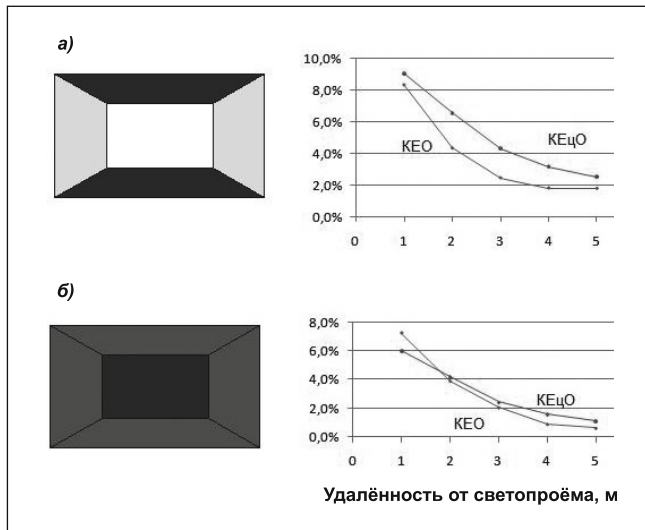 а)
10,0%
8,0%
6,0%
4,0%
2,0%
0,0%
КЕО
КЕцО
0 1 2 3 4 5
б)
8,0%
6,0%
4,0%
2,0%
0,0%
КЕцО
КЕО
0 1 2 3 4 5
Удалённость от светопроёма, м